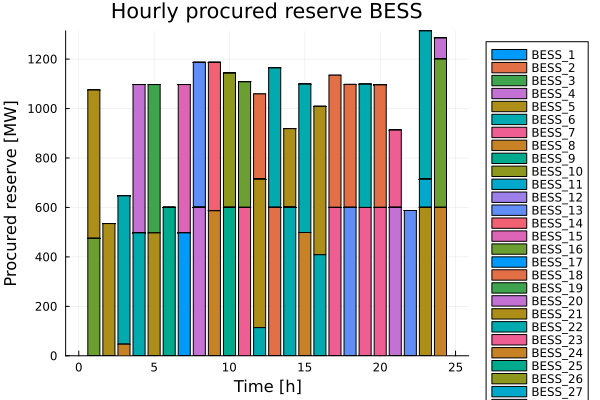 Hourly procured reserve BESS
Procured reserve [MW]
1200
1000
800
600
400
200
0
0 5 10 15 20 25
Time [h]
BESS_1
BESS_2
BESS_3
BESS_4
BESS_5
BESS_6
BESS_7
BESS_8
BESS_9
BESS_10
BESS_11
BESS_12
BESS_13
BESS_14
BESS_15
BESS_16
BESS_17
BESS_18
BESS_19
BESS_20
BESS_21
BESS_22
BESS_23
BESS_24
BESS_25
BESS_26
BESS_27